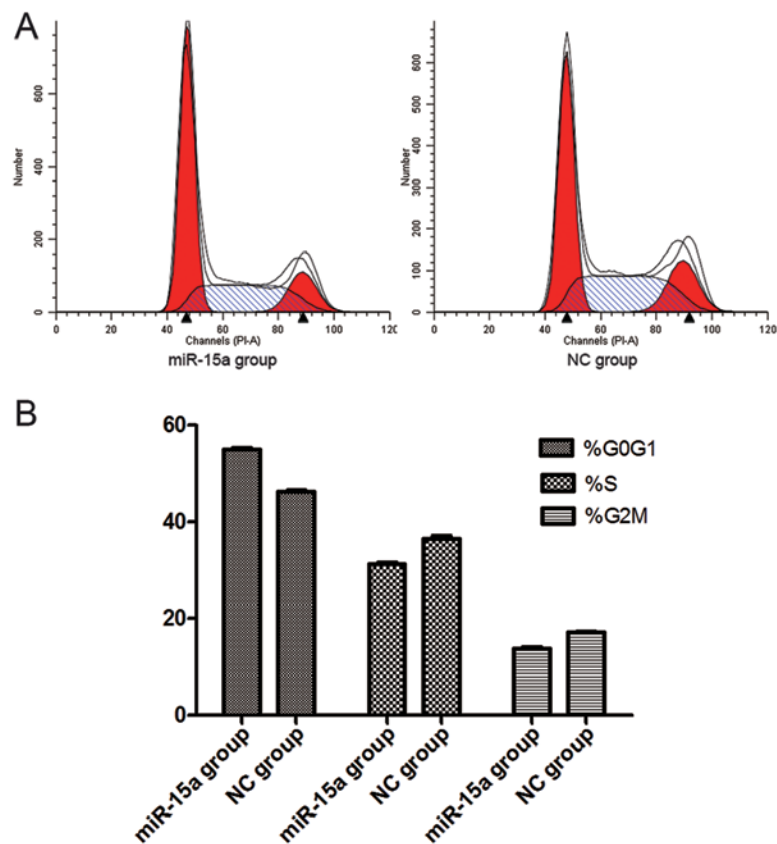 A
Number
600
400
200
0
0 20 40 60 80 100 120
Channels (PI-A)
miR-15a group
Number
600
500
400
300
200
100
0
0 20 40 60 80 100 120
Channels (PI-A)
NC group
B
60
40
20
0
%G0G1
%S
%G2M
miR-15a group
NC group
miR-15a group
NC group
miR-15a group
NC group